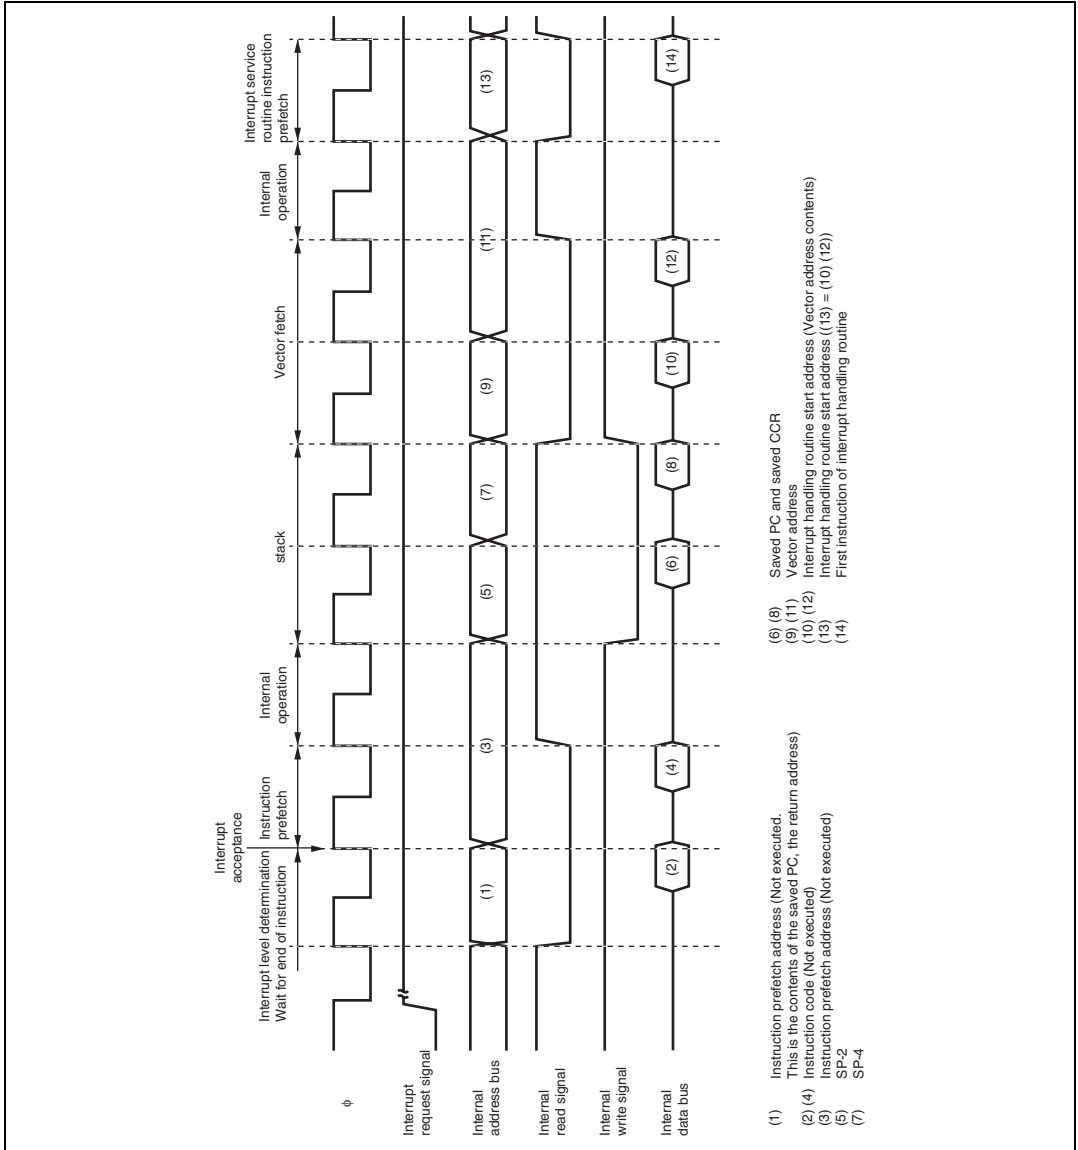 Interrupt level determination
Wait for end of instruction
Interrupt
acceptance
Instruction
prefetch
Internal
operation
stack
Vector fetch
Internal
operation
Interrupt service
routine instruction
prefetch
φ
Interrupt
request signal
Internal
address bus
(1)
(3)
(5)
(7)
(9)
(11)
(13)
Internal
read signal
Internal
write signal
Internal
data bus
(2)
(4)
(6)
(8)
(10)
(12)
(14)
(1) Instruction prefetch address (Not executed.
This is the contents of the saved PC, the return address)
(2) (4) Instruction code (Not executed)
(3) Instruction prefetch address (Not executed)
(5) SP-2
(7) SP-4
(6) (8) Saved PC and saved CCR
(9) (11) Vector address
(10) (12) Interrupt handling routine start address (Vector address contents)
(13) Interrupt handling routine start address ((13) = (10) (12))
(14) First instruction of interrupt handling routine